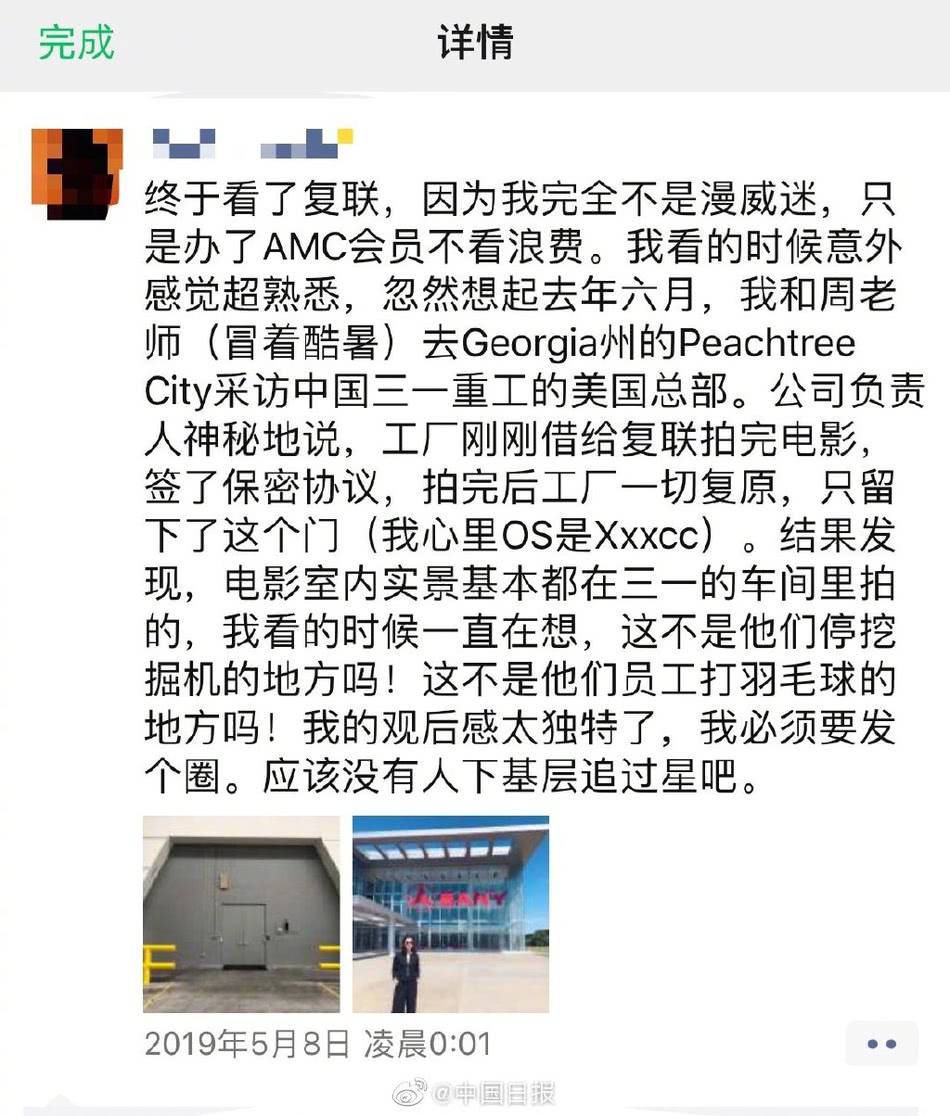 完成
详情
终于看了复联，因为我完全不是漫威迷，只
是办了AMC会员不看浪费。我看的时候意外
感觉超熟悉，忽然想起去年六月，我和周老
师（冒着酷暑）去Georgia州的Peachtree
City采访中国三一重工的美国总部。公司负责
人神秘地说，工厂刚刚借给复联拍完电影，
签了保密协议，拍完后工厂一切复原，只留
下了这个门（我心里OS是Xxxcc）。结果发
现，电影室内实景基本都在三一的车间里拍
的，我看的时候一直在想，这不是他们停挖
掘机的地方吗！这不是他们员工打羽毛球的
地方吗！我的观后感太独特了，我必须要发
个圈。应该没有人下基层追过星吧。
SANY
2019年5月8日 凌晨0:01
@中国日报